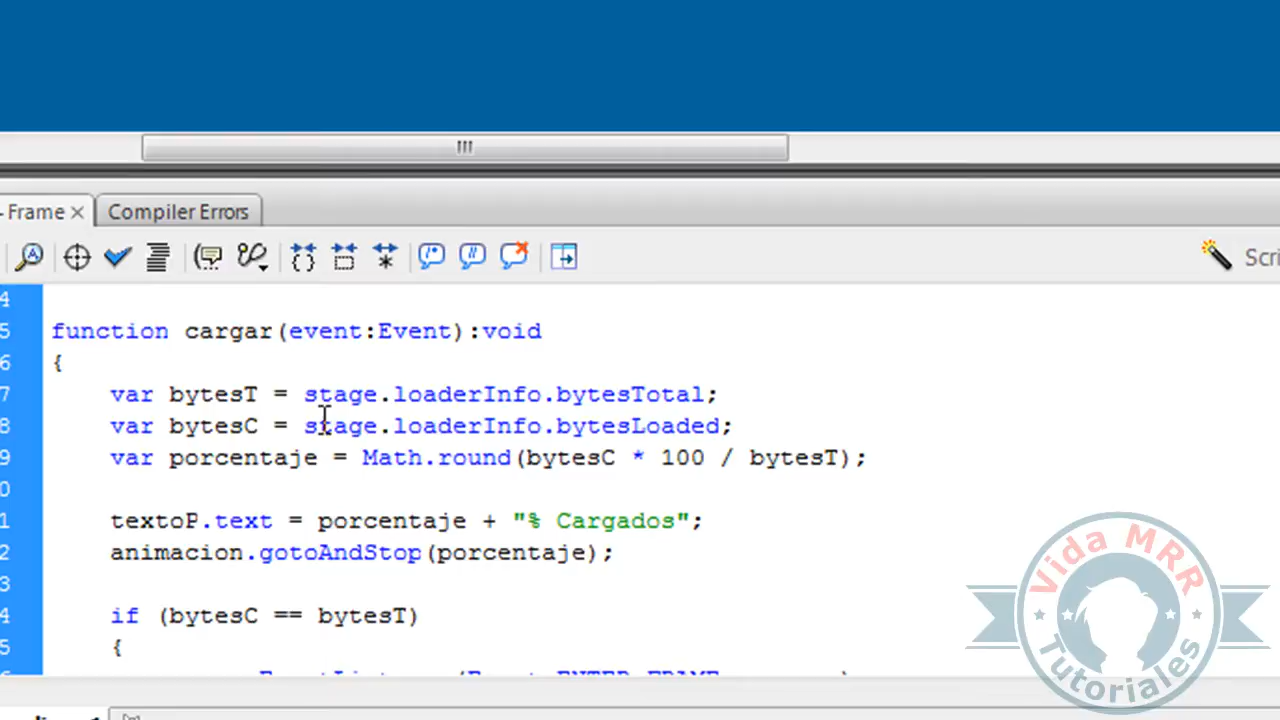 - Frame
Compiler Errors
Scri
4
5 function cargar(event:Event):void
6 {
7 var bytesT = stage.loaderInfo.bytesTotal;
8 var bytesC = stage.loaderInfo.bytesLoaded;
9 var porcentaje = Math.round(bytesC * 100 / bytesT);
0
1 textoP.text = porcentaje + "% Cargados";
2 animacion.gotoAndStop(porcentaje);
3
4 if (bytesC == bytesT)
5 {
Vida MRR
Tutoriales